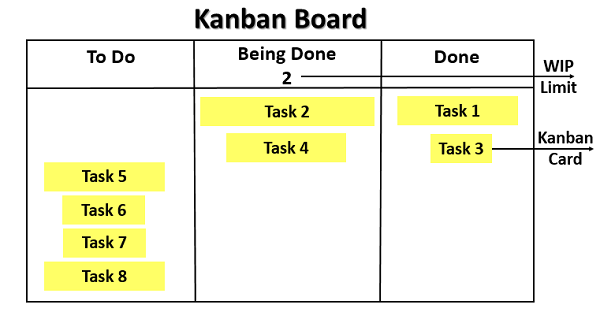 Kanban Board
To Do
Being Done
2
Done
WIP
Limit
Task 2
Task 1
Task 4
Task 3
Kanban
Card
Task 5
Task 6
Task 7
Task 8